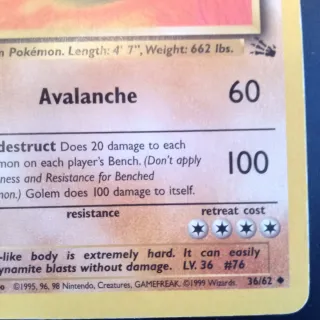 n Pokémon. Length: 4' 7", Weight: 662 lbs.
Avalanche 60
destruct Does 20 damage to each
mon on each player's Bench. (Don't apply
ness and Resistance for Benched
mon.) Golem does 100 damage to itself.
100
resistance retreat cost
-like body is extremely hard. It can easily
dynamite blasts without damage. LV. 36 #76
©1995, 96, 98 Nintendo, Creatures, GAMEFREAK. ©1999 Wizards. 36/62